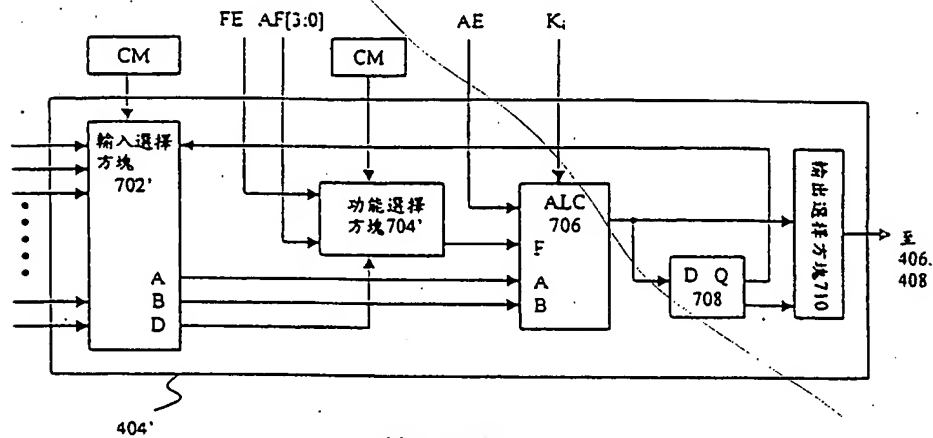 FE AF[3:0] AE Ki
CM
CM
輸入選擇
方塊
702'
功能選擇
方塊704'
ALC
706
F
A
B
A
B
D
D Q
708
輸出選擇方塊710
至
406.
408
404'